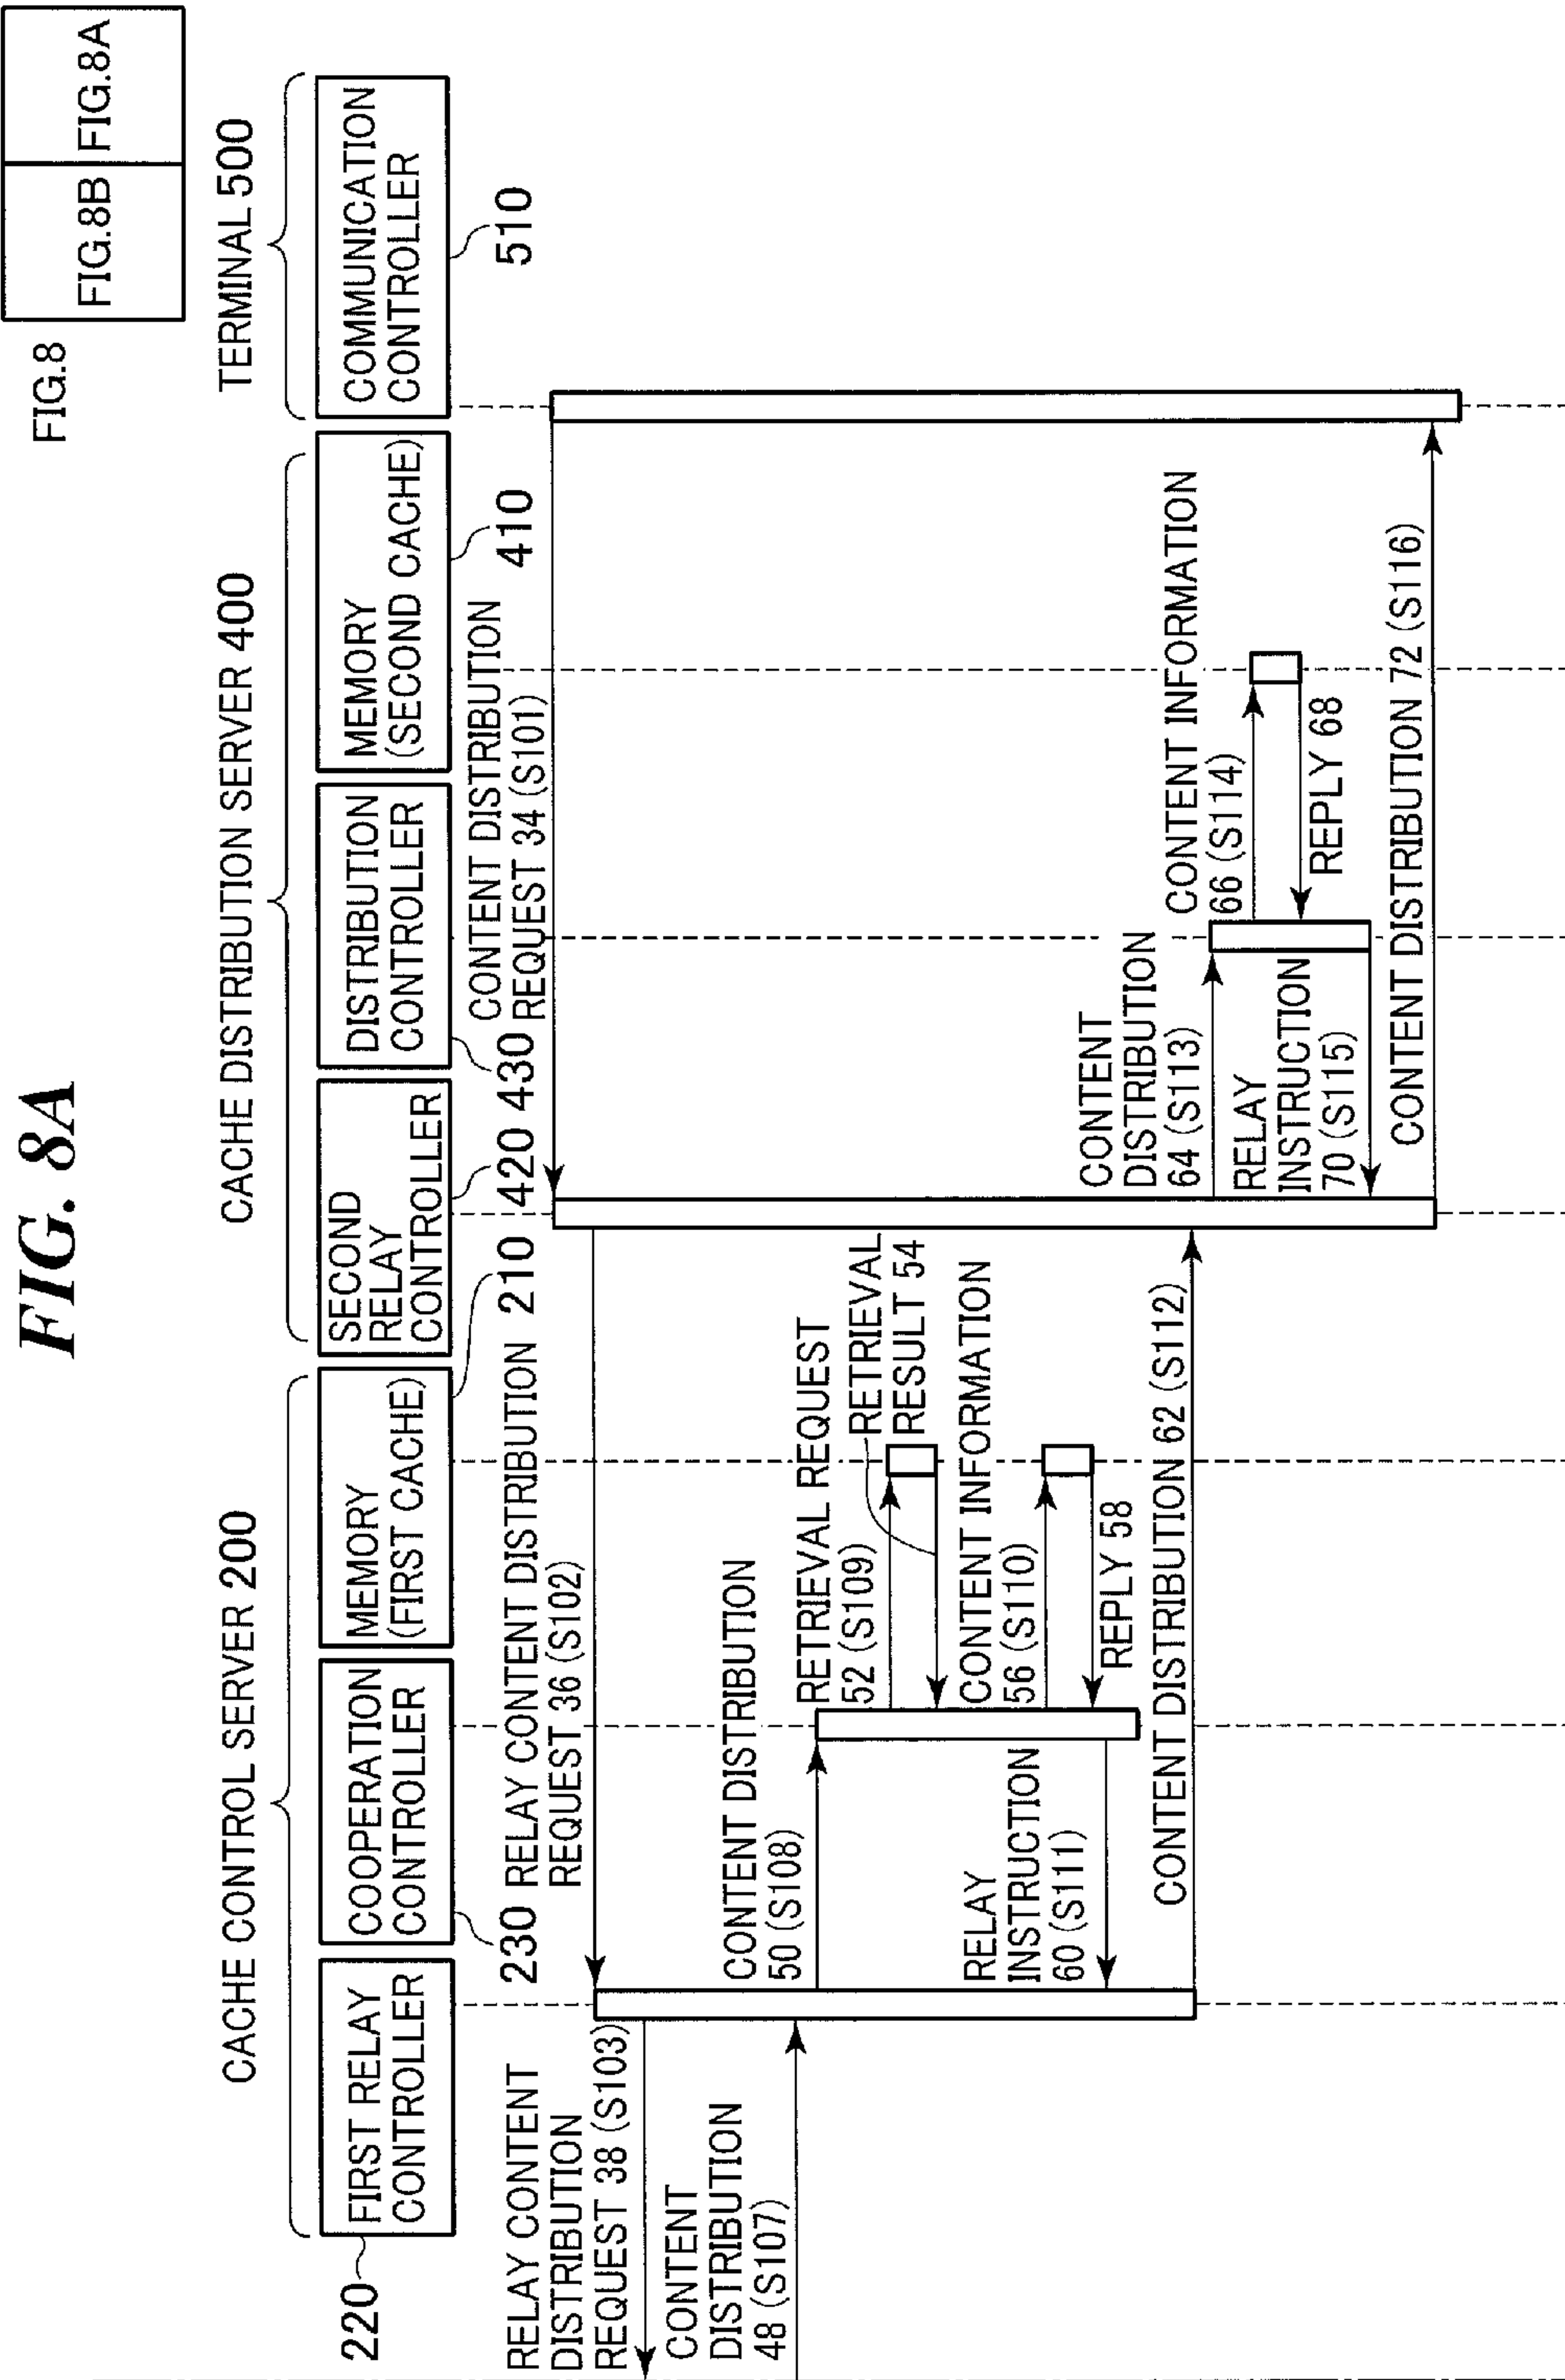 FIG. 8A
FIG.8
FIG.8B
FIG.8A
CACHE CONTROL SERVER 200
CACHE DISTRIBUTION SERVER 400
TERMINAL 500
220
FIRST RELAY
CONTROLLER
COOPERATION
CONTROLLER
MEMORY
(FIRST CACHE)
SECOND
RELAY
CONTROLLER
DISTRIBUTION
CONTROLLER
MEMORY
(SECOND CACHE)
COMMUNICATION
CONTROLLER
230
210
420
430
410
510
CONTENT DISTRIBUTION
REQUEST 34 (S101)
RELAY CONTENT DISTRIBUTION
REQUEST 36 (S102)
RELAY CONTENT
DISTRIBUTION
REQUEST 38 (S103)
CONTENT
DISTRIBUTION
48 (S107)
CONTENT DISTRIBUTION
50 (S108)
RETRIEVAL REQUEST
52 (S109)
RETRIEVAL
RESULT 54
CONTENT INFORMATION
56 (S110)
REPLY 58
RELAY
INSTRUCTION
60 (S111)
CONTENT DISTRIBUTION 62 (S112)
CONTENT
DISTRIBUTION
64 (S113)
CONTENT INFORMATION
66 (S114)
REPLY 68
RELAY
INSTRUCTION
70 (S115)
CONTENT DISTRIBUTION 72 (S116)